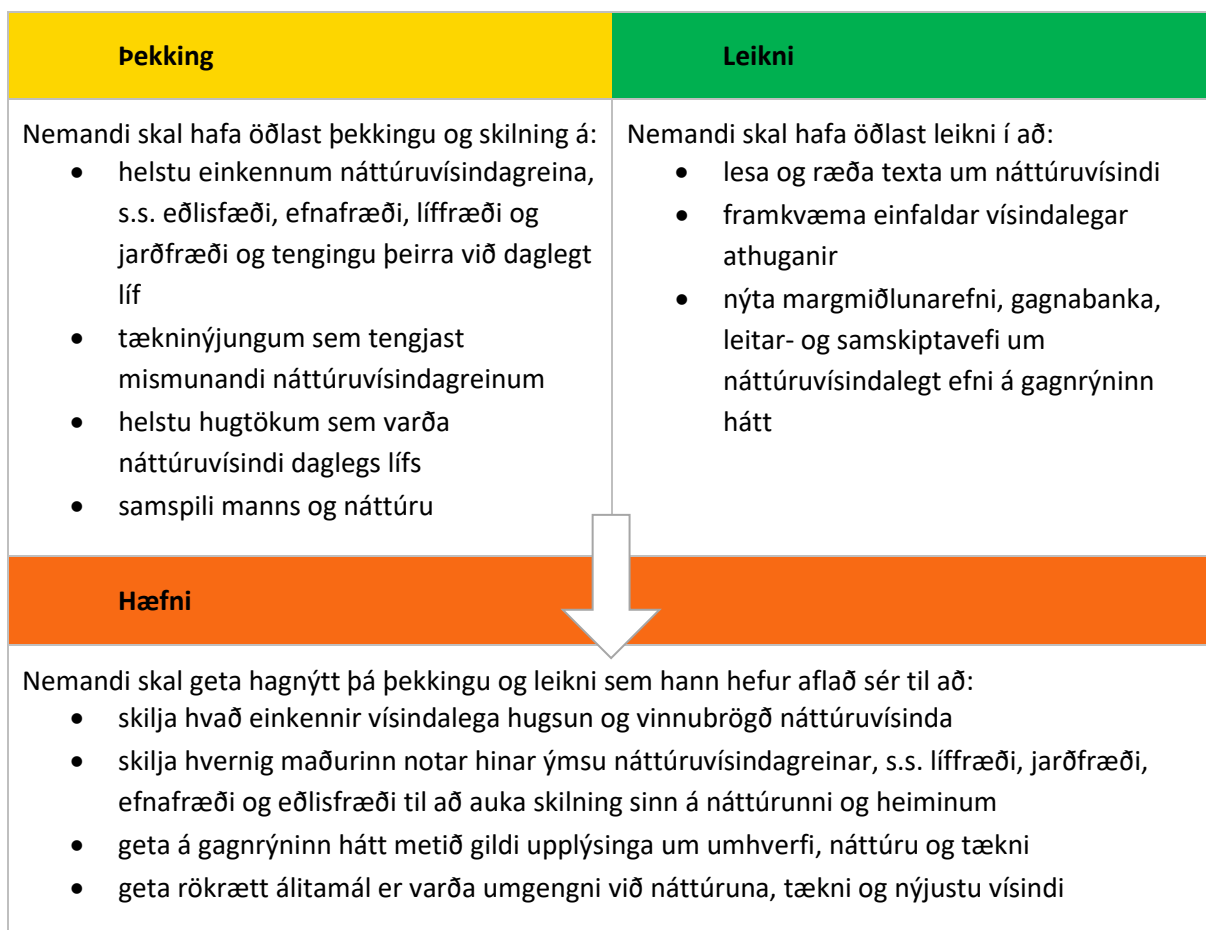 Þekking
Nemandi skal hafa öðlast þekkingu og skilning á:
• helstu einkennum náttúruvísindagreina,
s.s. eðlisfæði, efnafræði, líffræði og
jarðfræði og tengingu þeirra við daglegt
líf
• tækninýjungum sem tengjast
mismunandi náttúruvísindagreinum
• helstu hugtökum sem varða
náttúruvísindi daglegs lífs
• samspili manns og náttúru
Leikni
Nemandi skal hafa öðlast leikni í að:
• lesa og ræða texta um náttúruvísindi
• framkvæma einfaldar vísindalegar
athuganir
• nýta margmiðlunarefni, gagnabanka,
leitar- og samskiptavefi um
náttúruvísindalegt efni á gagnrýninn
hátt
Hæfni
Nemandi skal geta hagnýtt þá þekkingu og leikni sem hann hefur aflað sér til að:
• skilja hvað einkennir vísindalega hugsun og vinnubrögð náttúruvísinda
• skilja hvernig maðurinn notar hinar ýmsu náttúruvísindagreinar, s.s. líffræði, jarðfræði,
efnafræði og eðlisfræði til að auka skilning sinn á náttúrunni og heiminum
• geta á gagnrýninn hátt metið gildi upplýsinga um umhverfi, náttúru og tækni
• geta rökrætt álitamál er varða umgengni við náttúruna, tækni og nýjustu vísindi